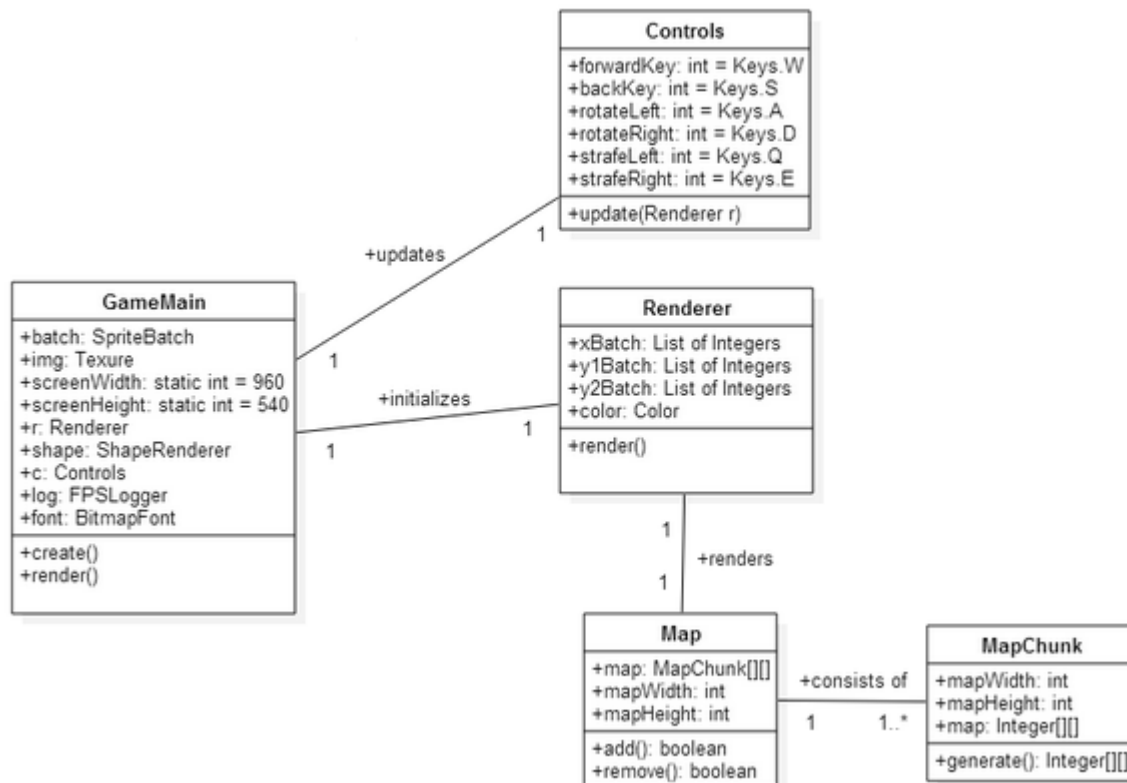 Controls
+forwardKey: int = Keys.W
+backKey: int = Keys.S
+rotateLeft: int = Keys.A
+rotateRight: int = Keys.D
+strafeLeft: int = Keys.Q
+strafeRight: int = Keys.E
+update(Renderer r)
1
+updates
1
GameMain
+batch: SpriteBatch
+img: Texure
+screenWidth: static int = 960
+screenHeight: static int = 540
+r: Renderer
+shape: ShapeRenderer
+c: Controls
+log: FPSLogger
+font: BitmapFont
+create()
+render()
+initializes
1
1
Renderer
+xBatch: List of Integers
+y1Batch: List of Integers
+y2Batch: List of Integers
+color: Color
+render()
1
+renders
1
Map
+map: MapChunk[][]
+mapWidth: int
+mapHeight: int
+add(): boolean
+remove(): boolean
+consists of
1
1..*
MapChunk
+mapWidth: int
+mapHeight: int
+map: Integer[][]
+generate(): Integer[][]